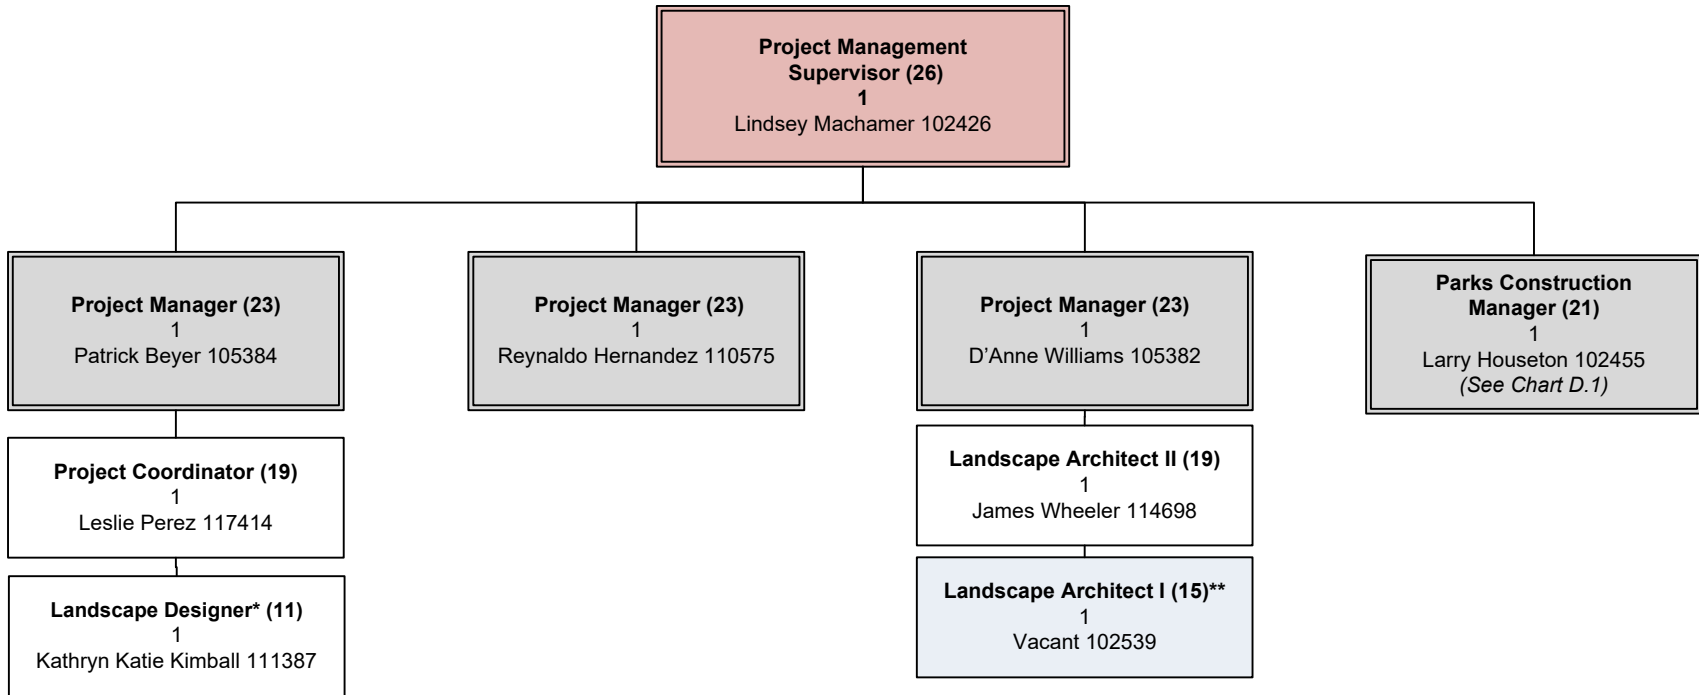 Project Management
Supervisor (26)
1
Lindsey Machamer 102426
Project Manager (23)
1
Patrick Beyer 105384
Project Manager (23)
1
Reynaldo Hernandez 110575
Project Manager (23)
1
D’Anne Williams 105382
Parks Construction
Manager (21)
1
Larry Houseton 102455
(See Chart D.1)
Project Coordinator (19)
1
Leslie Perez 117414
Landscape Architect II (19)
1
James Wheeler 114698
Landscape Designer* (11)
1
Kathryn Katie Kimball 111387
Landscape Architect I (15)**
1
Vacant 102539